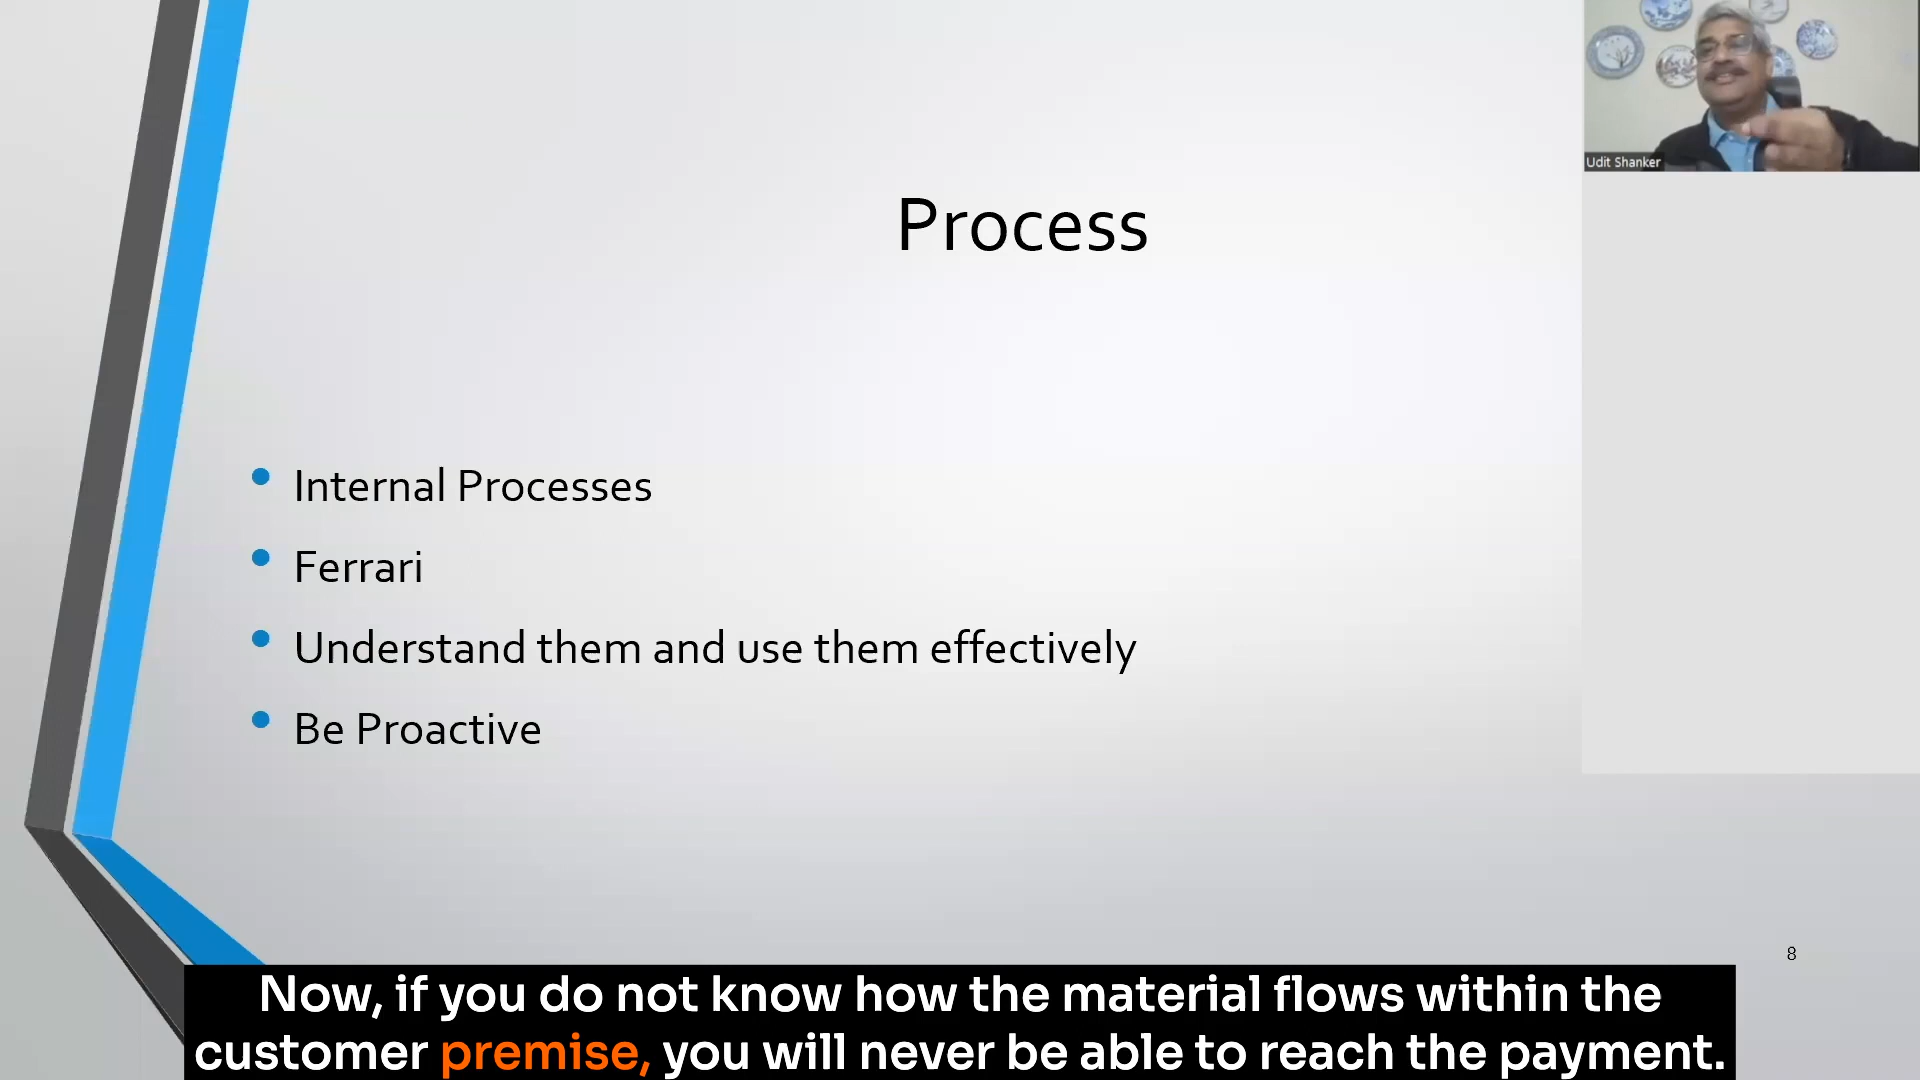 Udit Shanker
Process
Internal Processes
Ferrari
Understand them and use them effectively
Be Proactive
8
Now, if you do not know how the material flows within the
customer premise, you will never be able to reach the payment.